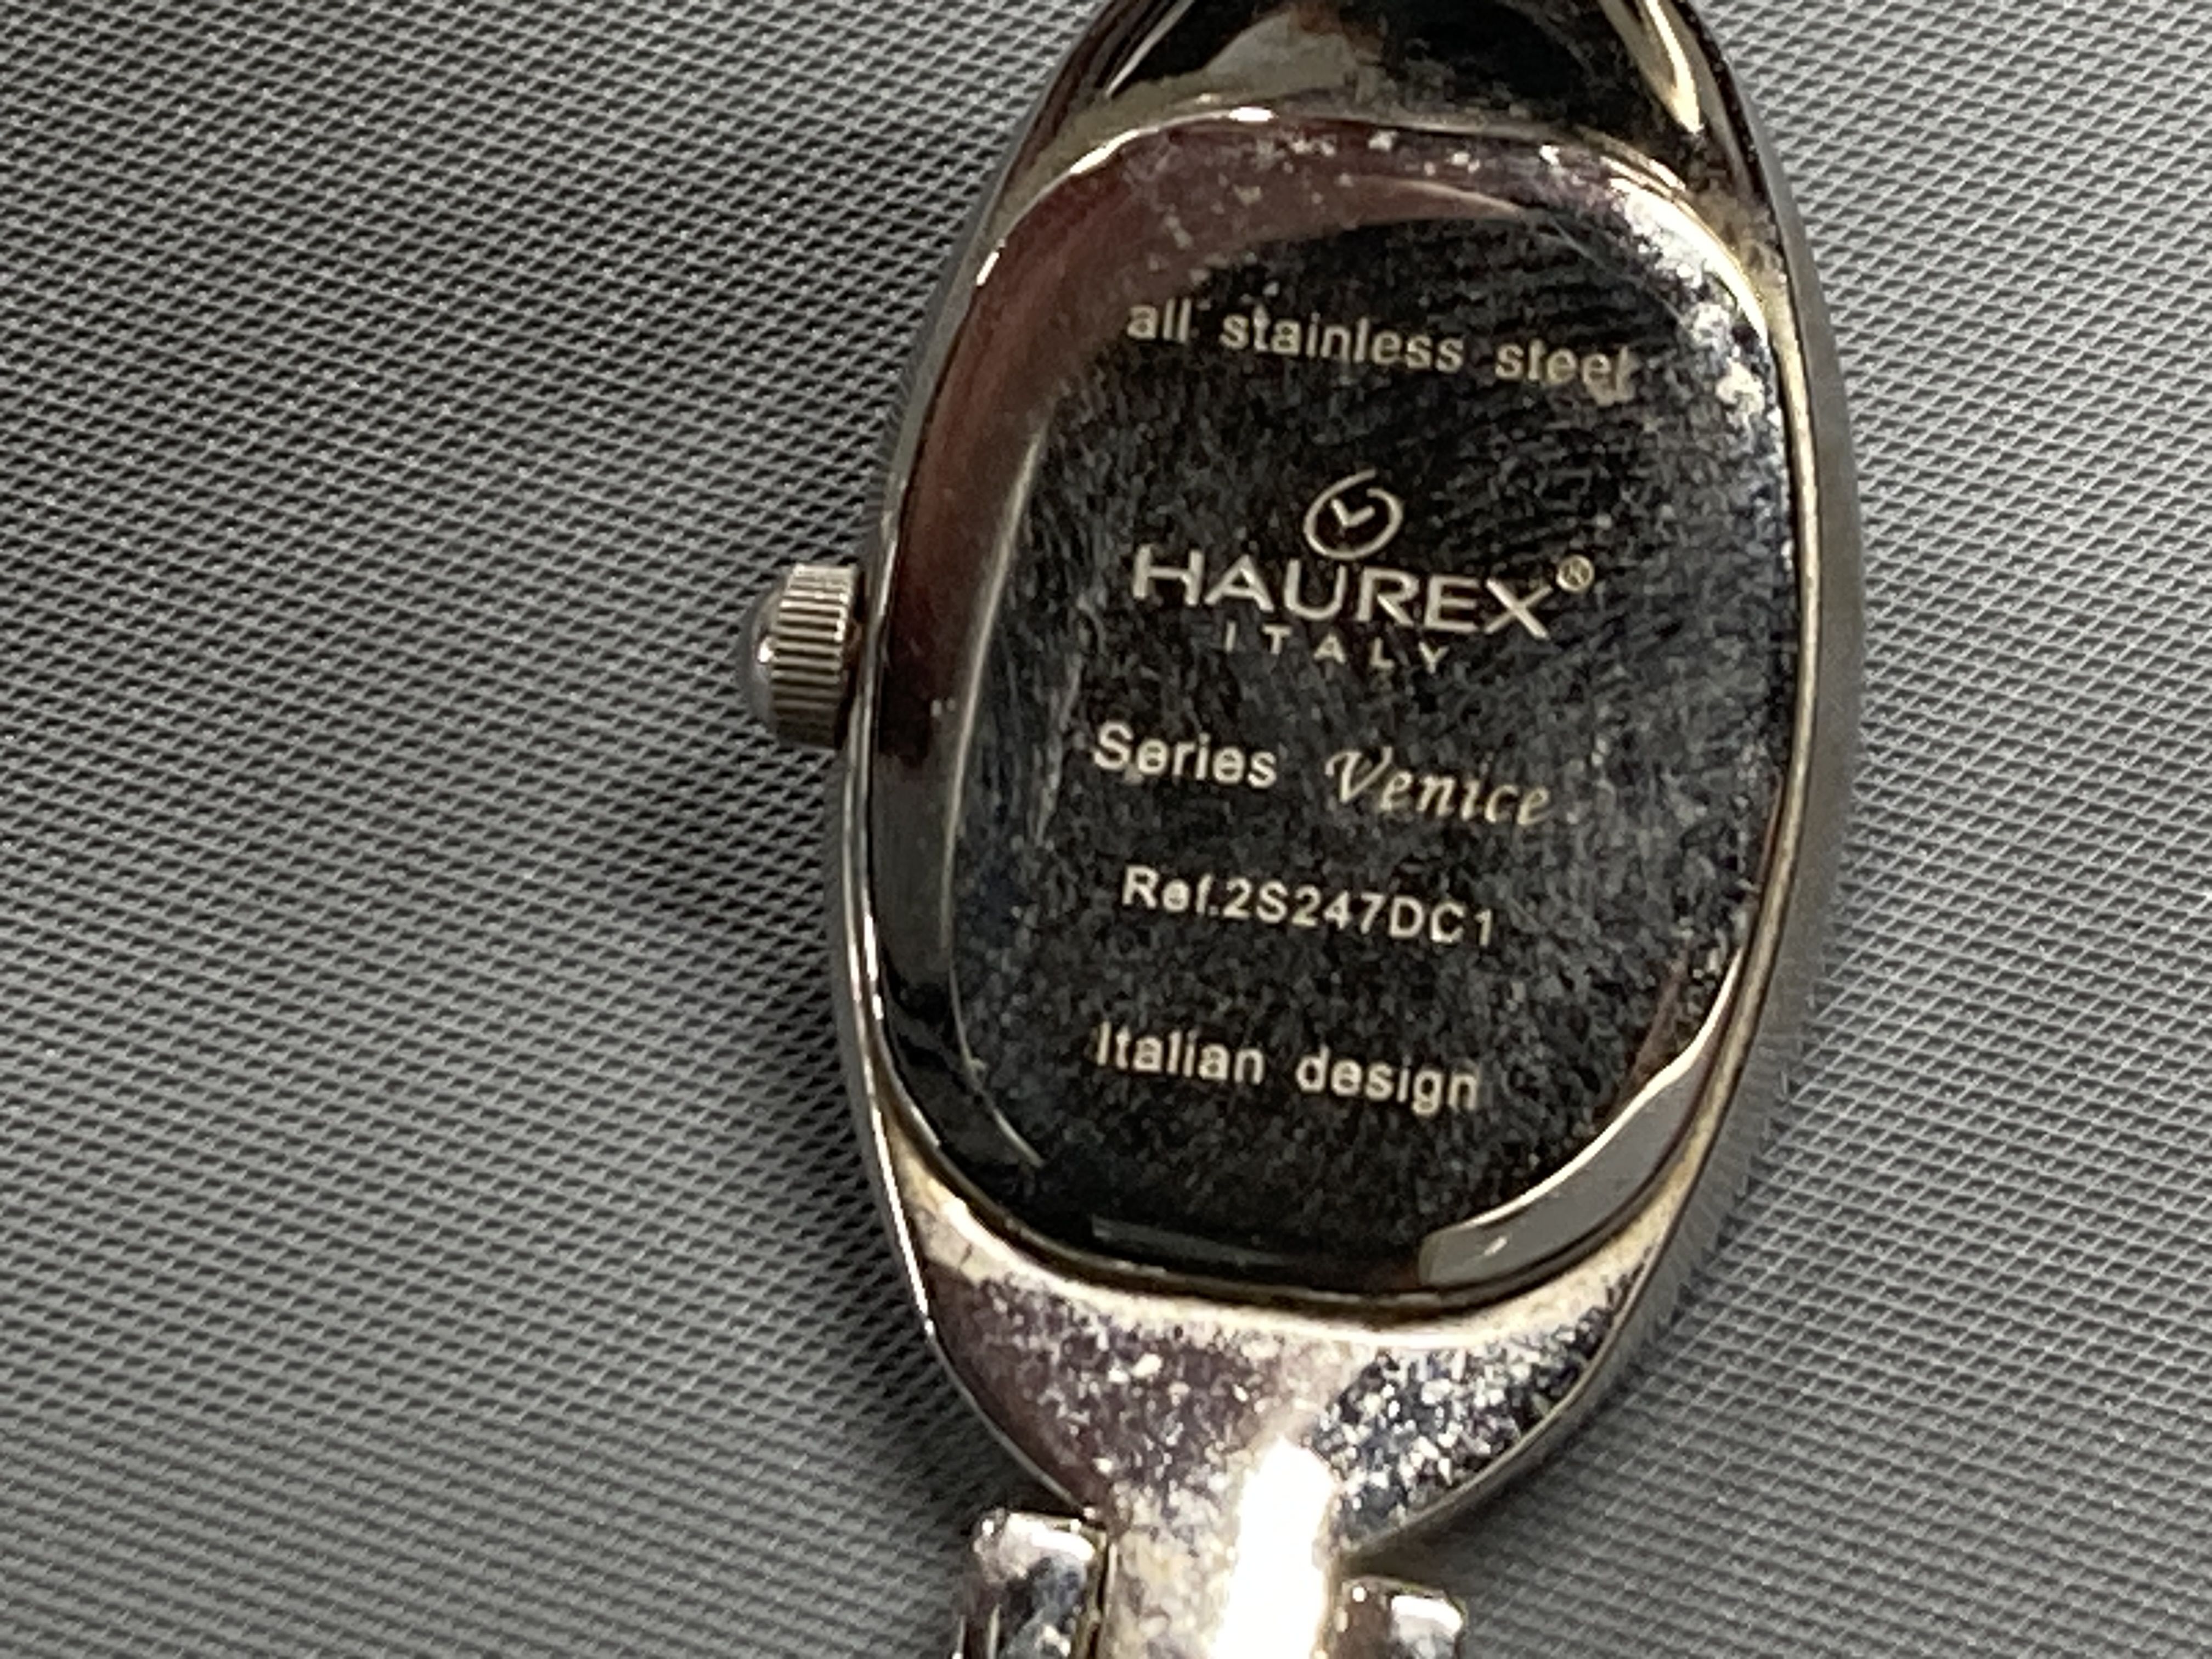 all stainless steel
HAUREX®
ITALY
Series Venice
Ref.2S247DC1
Italian design